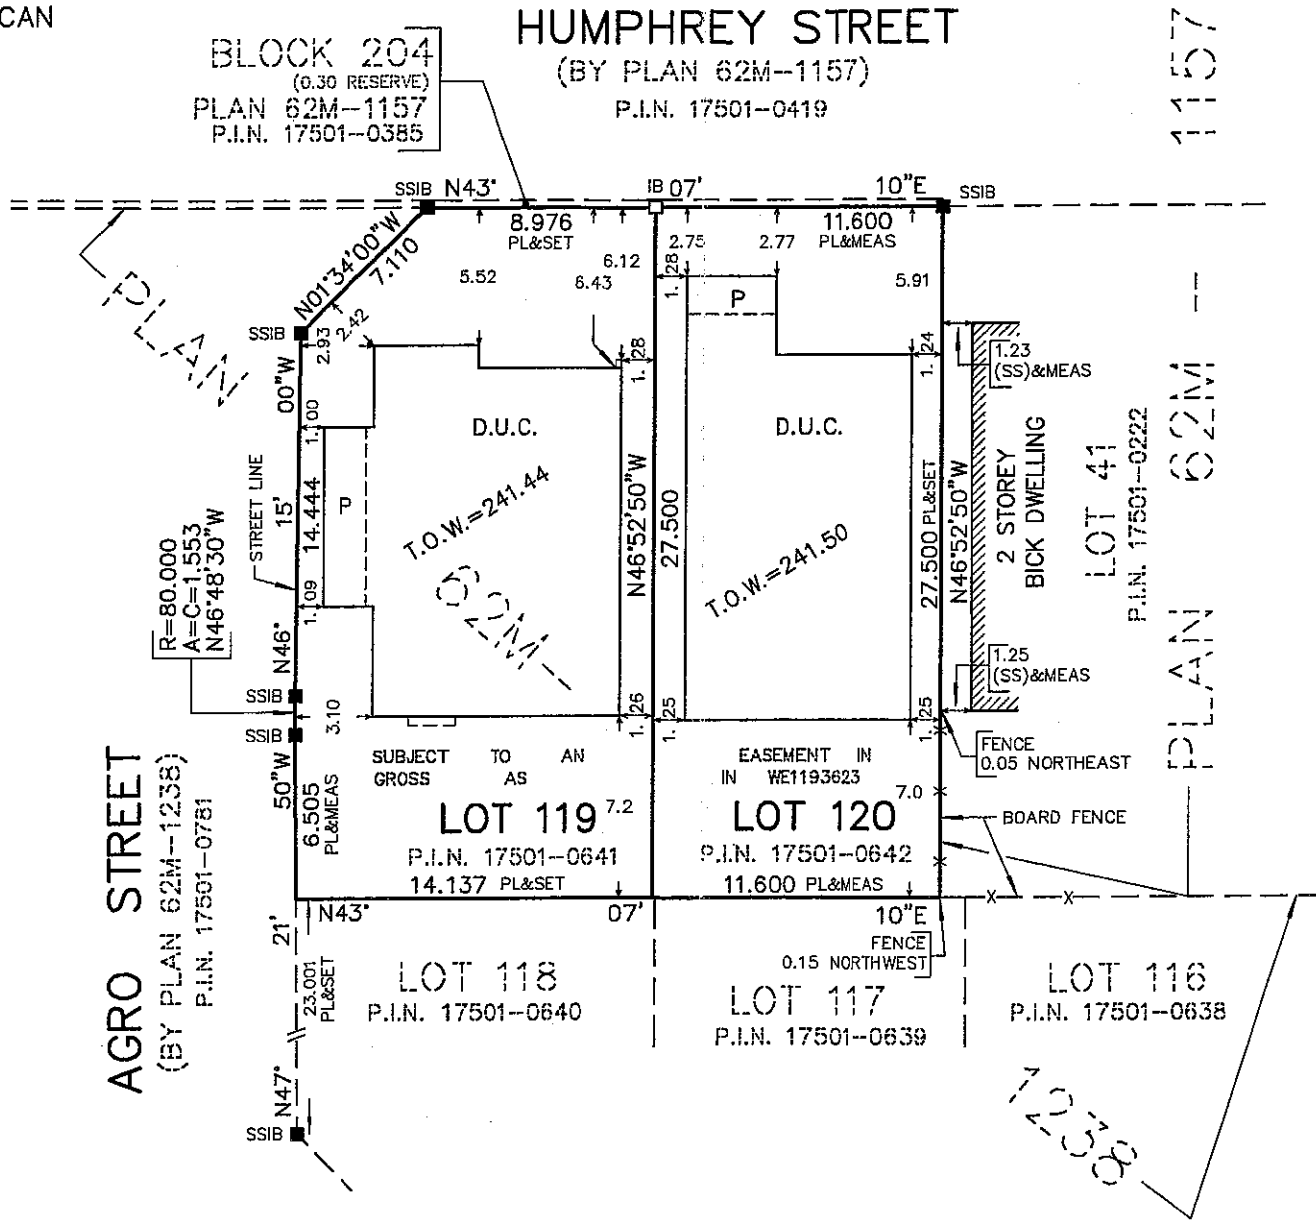 CAN
HUMPHREY STREET
(BY PLAN 62M-1157)
P.I.N. 17501-0419
BLOCK 204
(0.30 RESERVE)
PLAN 62M-1157
P.I.N. 17501-0385
1157
SSIB N43° IB 07' 10"E SSIB
8.976
PL&SET
11.600
PL&MEAS
N01°34'00"W
7.110
PLAN
SSIB
2.93
2.42
5.52
6.12
6.43
2.75
2.77
1.28
5.91
P
1.28
1.24
1.23
(SS)&MEAS
00"W
1.00
D.U.C.
D.U.C.
STREET LINE
15'
14.444
P
T.O.W.=241.44
T.O.W.=241.50
N46°52'50"W
27.500
27.500 PL&SET
N46°52'50"W
2 STOREY
BICK DWELLING
LOT 41
P.I.N. 17501-0222
PLAN 62M -
R=80.000
A=C=1.553
N46°48'30"W
1.09
62M-
N46°
SSIB
3.10
SSIB
1.26
1.25
1.25
1.25
(SS)&MEAS
FENCE
0.05 NORTHEAST
50"W
6.505
PL&MEAS
SUBJECT TO AN EASEMENT IN
GROSS AS IN WE1193623
LOT 119
7.2
P.I.N. 17501-0641
14.137 PL&SET
LOT 120
7.0
P.I.N. 17501-0642
11.600 PL&MEAS
BOARD FENCE
N43° 07' 10"E
FENCE
0.15 NORTHWEST
AGRO STREET
(BY PLAN 62M-1238)
P.I.N. 17501-0781
21'
23.001
PL&SET
N47°
SSIB
LOT 118
P.I.N. 17501-0640
LOT 117
P.I.N. 17501-0639
LOT 116
P.I.N. 17501-0638
1238